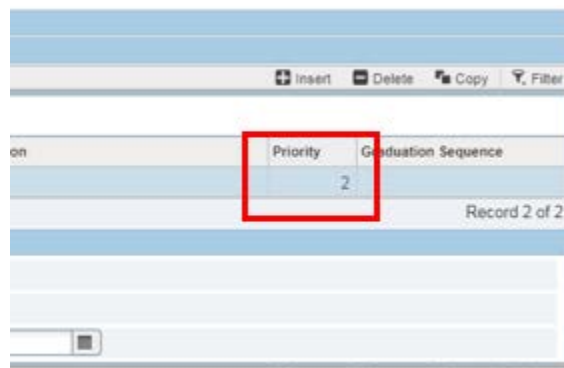 Insert Delete Copy Filter
on Priority Graduation Sequence
2
Record 2 of 2